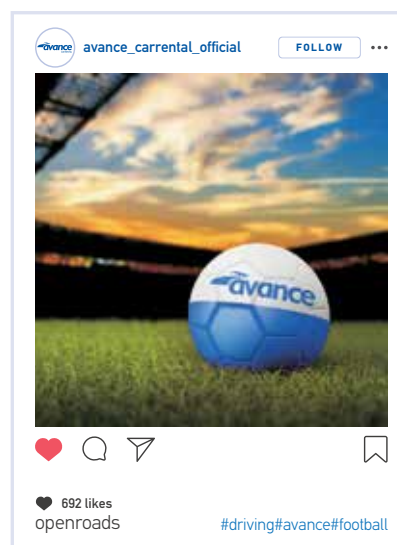 avance
avance_carrental_official
FOLLOW
avance
692 likes
openroads
#driving#avance#football